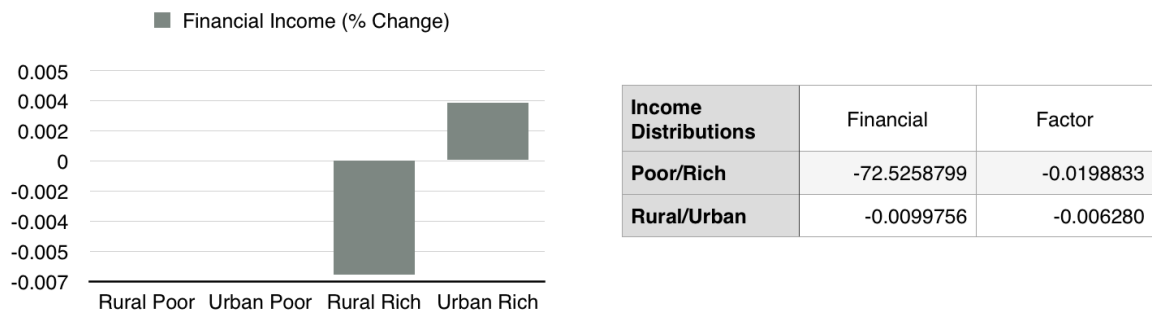 Financial Income (% Change)
0.005
0.004
0.002
0
-0.002
-0.004
-0.005
-0.007
Rural Poor Urban Poor Rural Rich Urban Rich
Income Distributions Financial Factor
Poor/Rich -72.5258799 -0.0198833
Rural/Urban -0.0099756 -0.006280